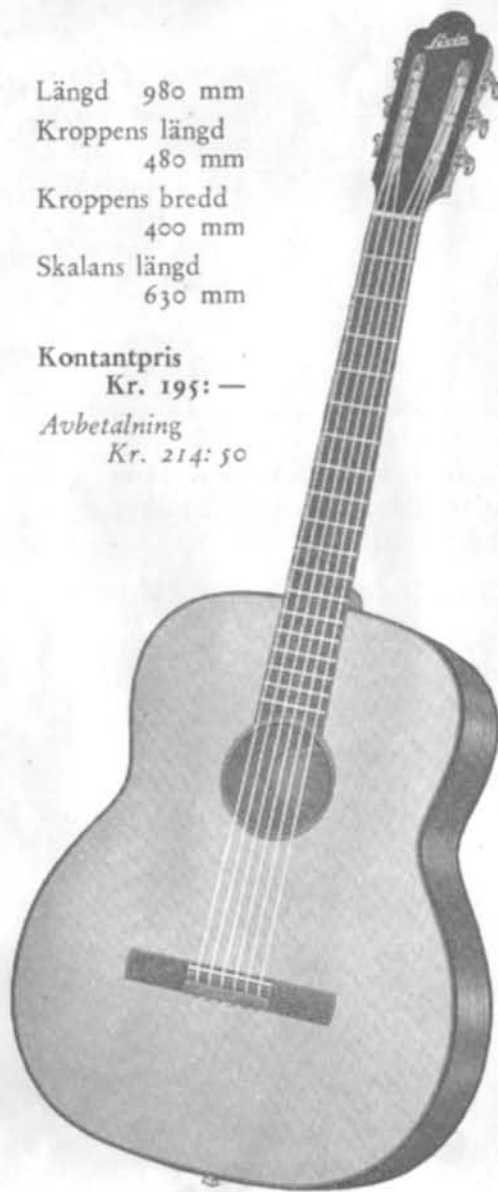 Levin
Längd 980 mm
Kroppens längd
480 mm
Kroppens bredd
400 mm
Skalans längd
630 mm
Kontantpris
Kr. 195: —
Avbetalning
Kr. 214: 50